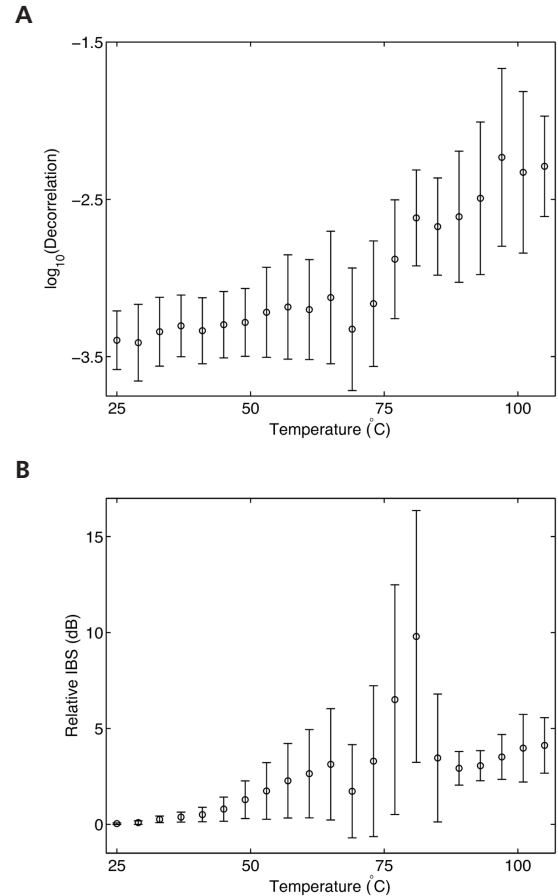 A
−1.5
−2.5
−3.5
log10(Decorrelation)
25 50 75 100
Temperature (°C)
B
15
10
5
0
Relative IBS (dB)
25 50 75 100
Temperature (°C)